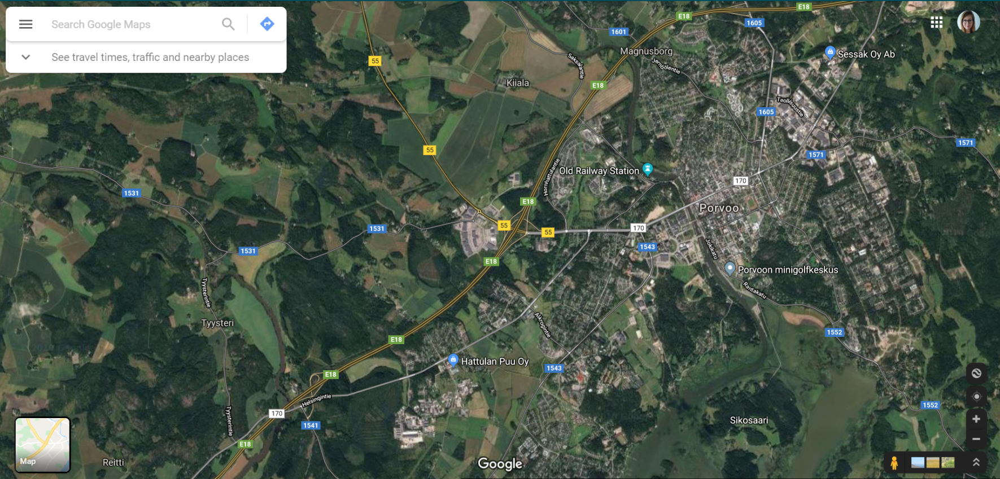 Search Google Maps
See travel times, traffic and nearby places
E18
E18
1605
1601
Magnusborg
Sessak Oy Ab
55
Saksalantie
Jernbölentie
Kiiala
E18
Teollisuustie
1605
1571
55
1571
Old Railway Station
Hornhattulantie
170
1531
E18
Porvoo
1531
55
55
170
1543
1531
Jokikatu
E18
Porvoon minigolfkeskus
Tyysterintie
Rantakatu
Tyysteri
Alkrogintie
1552
E18
Hattulan Puu Oy
1543
E18
Helsingintie
1552
170
Tyysterintie
1541
Sikosaari
E18
Map
Reitti
Google